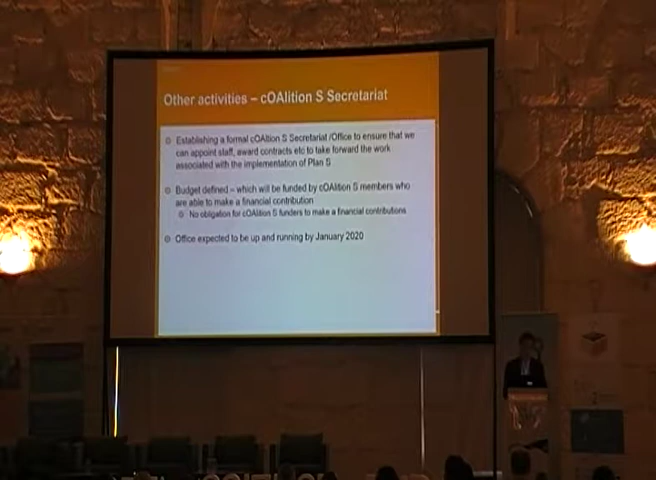 Other activities – cOAlition S Secretariat
Establishing a formal cOAlition S Secretariat /Office to ensure that we
can appoint staff, award contracts etc to take forward the work
associated with the implementation of Plan S
Budget defined – which will be funded by cOAlition S members who
are able to make a financial contribution
No obligation for cOAlition S funders to make a financial contributions
Office expected to be up and running by January 2020